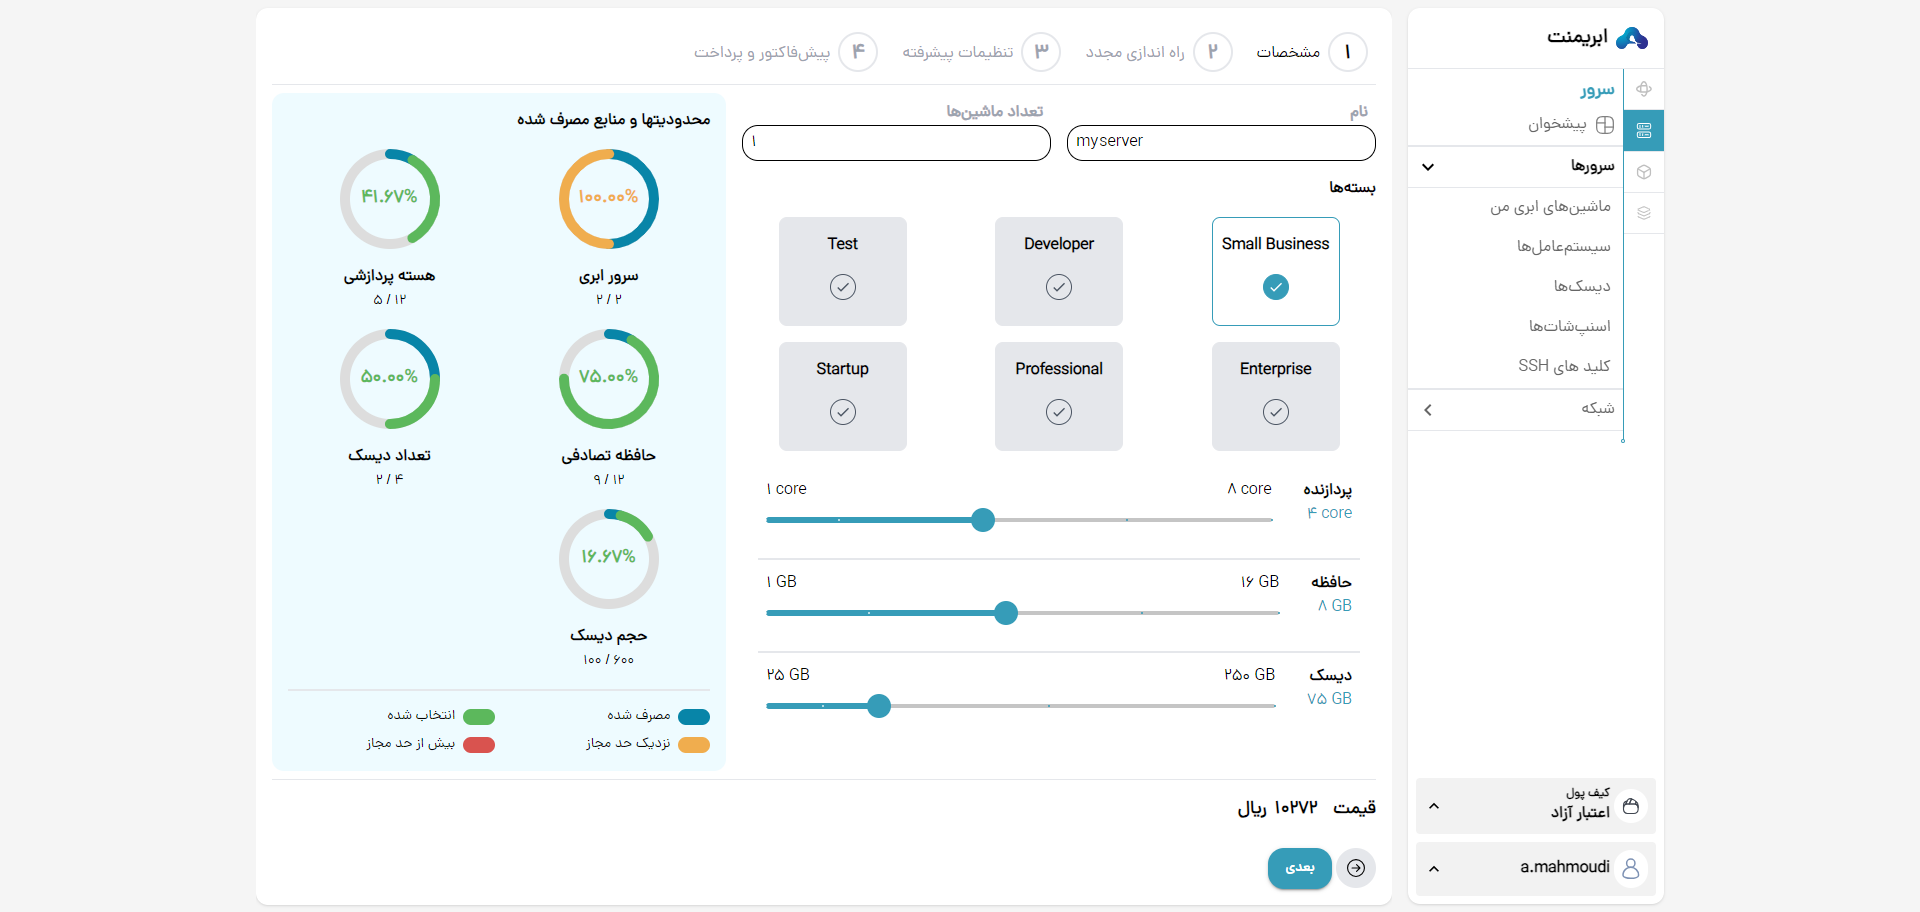 ابریمنت
سرور
پیشخوان
سرورها
ماشین‌های ابری من
سیستم‌عامل‌ها
دیسک‌ها
اسنپ‌شات‌ها
کلید های SSH
شبکه
کیف پول
اعتبار آزاد
a.mahmoudi
۱ مشخصات
۲ راه اندازی مجدد
۳ تنظیمات پیشرفته
۴ پیش‌فاکتور و پرداخت
نام
myserver
تعداد ماشین‌ها
۱
بسته‌ها
Small Business
Developer
Test
Enterprise
Professional
Startup
پردازنده
۴ core
۸ core
۱ core
حافظه
۸ GB
۱۶ GB
۱ GB
دیسک
۷۵ GB
۲۵۰ GB
۲۵ GB
محدودیتها و منابع مصرف شده
۱۰۰.۰۰%
سرور ابری
۲ / ۲
۴۱.۶۷%
هسته پردازشی
۵ / ۱۲
۷۵.۰۰%
حافظه تصادفی
۹ / ۱۲
۵۰.۰۰%
تعداد دیسک
۲ / ۴
۱۶.۶۷%
حجم دیسک
۱۰۰ / ۶۰۰
مصرف شده
انتخاب شده
نزدیک حد مجاز
بیش از حد مجاز
قیمت ۱۰۲۷۲ ریال
بعدی